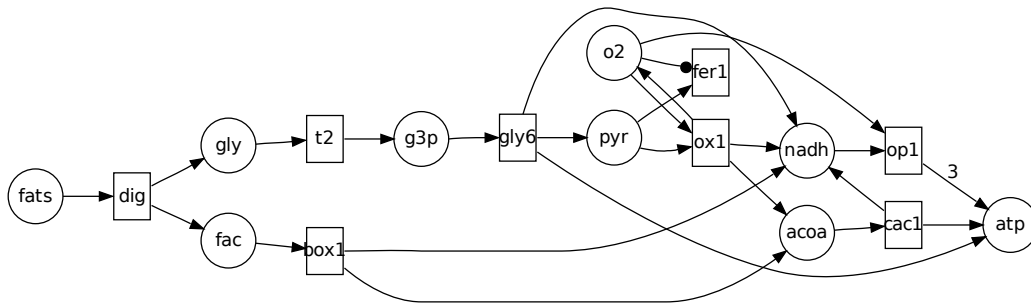 fats
dig
gly
fac
t2
box1
g3p
gly6
o2
pyr
fer1
ox1
nadh
acoa
op1
cac1
3
atp